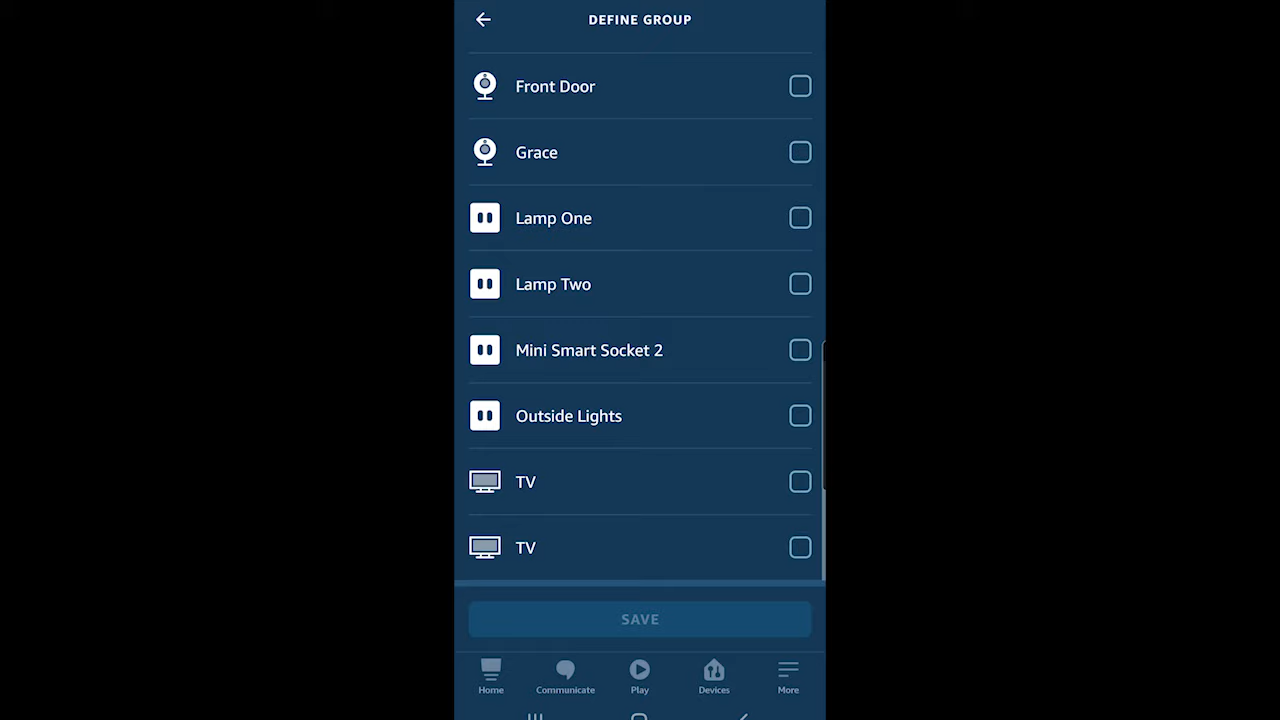 DEFINE GROUP
Front Door
Grace
Lamp One
Lamp Two
Mini Smart Socket 2
Outside Lights
TV
TV
SAVE
Home Communicate Play Devices More